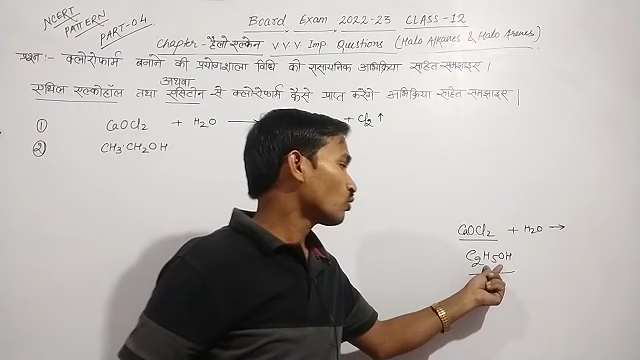 NCERT PATTERN PART-04
Board Exam 2022-23 CLASS-12
Chapter - हैलोएल्केन V V V Imp Questions (Halo Alkanes & Halo Arenes)
प्रश्न:- क्लोरोफार्म बनाने की प्रयोगशाला विधि की रासायनिक अभिक्रिया सहित समझाइए।
अथवा
एथिल एल्कोहॉल तथा एसिटोन से क्लोरोफार्म कैसे प्राप्त करेंगे अभिक्रिया सहित समझाइए।
① CaOCl2 + H2O → + Cl2 ↑
② CH3·CH2OH
CaOCl2 + H2O →
C2H5OH